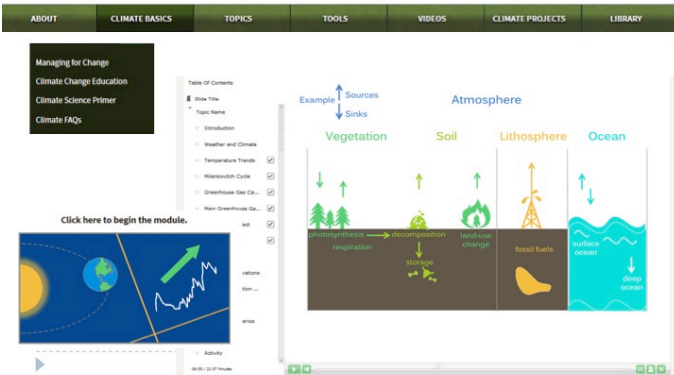 ABOUT
CLIMATE BASICS
TOPICS
TOOLS
VIDEOS
CLIMATE PROJECTS
LIBRARY
Managing for Change
Climate Change Education
Climate Science Primer
Climate FAQs
Table Of Contents
Slide Title
Topic Name
Introduction
Weather and Climate
Temperature Trends
Milankovitch Cycle
Greenhouse Gas Ca...
Main Greenhouse Ga...
Activity
Click here to begin the module.
Example
Sources
Sinks
Atmosphere
Vegetation
Soil
Lithosphere
Ocean
photosynthesis
decomposition
land-use
change
respiration
storage
fossil fuels
surface
ocean
deep
ocean